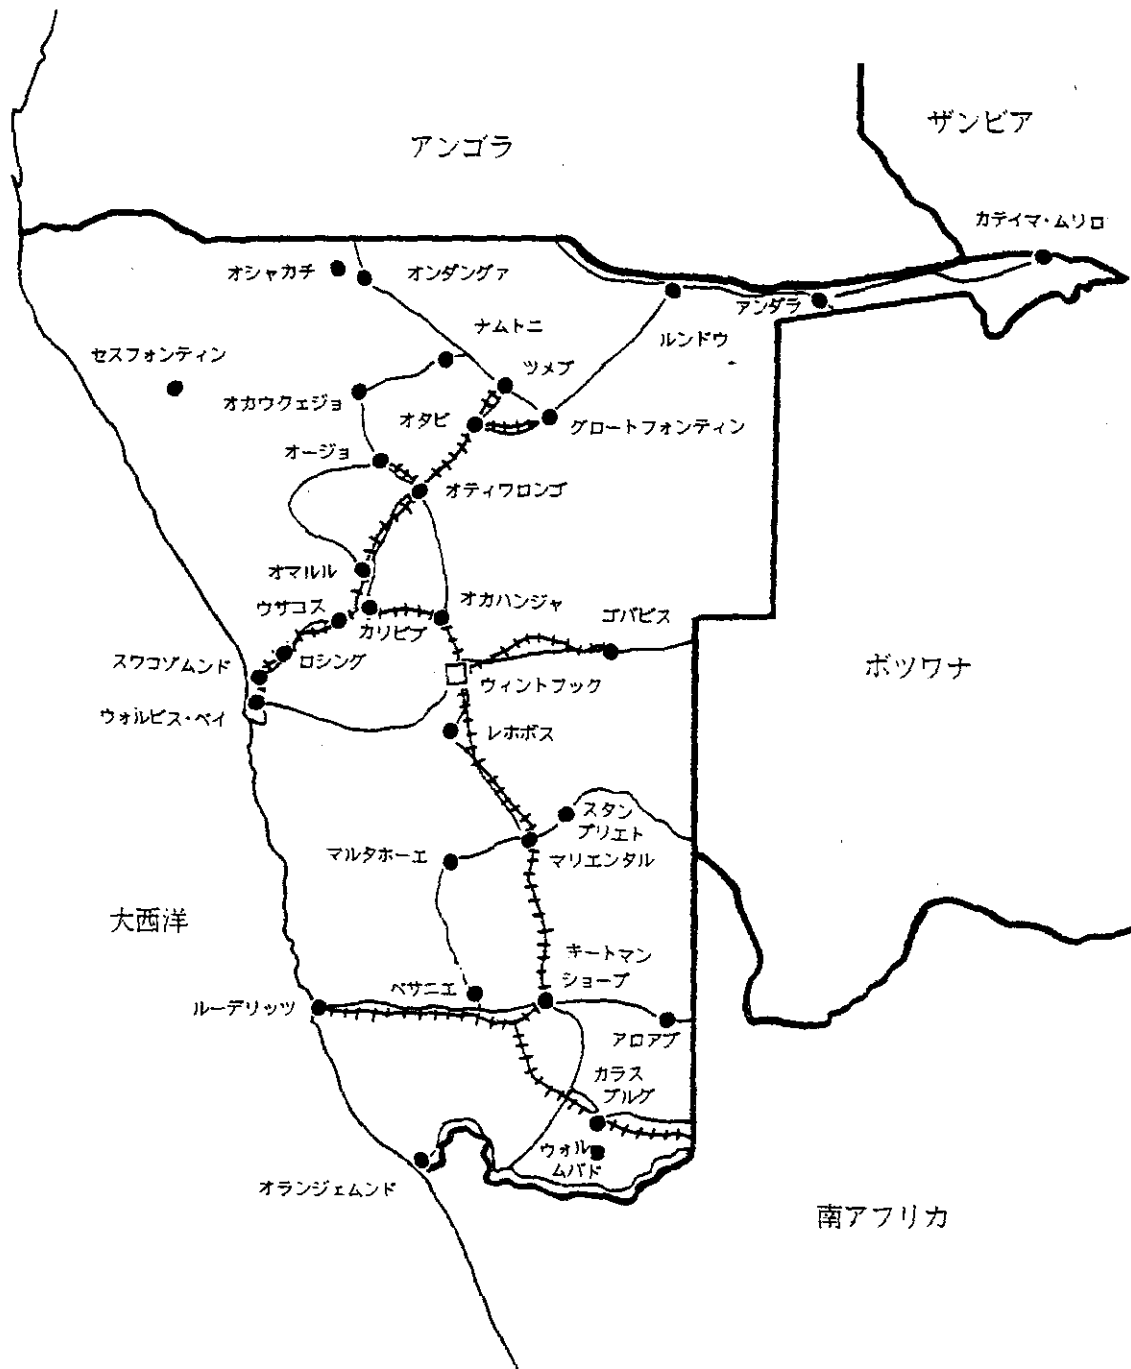 ザンビア
アンゴラ
カテイマ・ムリロ
オシャカチ
オンダングァ
アンダラ
ナムトニ
ルンドウ
セスフォンティン
ツメブ
オカウクェジョ
オタビ
グロートフォンティン
オージョ
オティワロンゴ
オマルル
ウサコス
オカハンジャ
ゴバビス
カリビブ
スワコプムンド
ロシング
ウィントフック
ボツワナ
ウォルビス・ベイ
レホボス
スタン
プリエト
マルタホーエ
マリエンタル
大西洋
キートマン
ショープ
ベサニエ
ルーデリッツ
アロアブ
カラス
ブルグ
ウォル
ムバド
オランジェムンド
南アフリカ